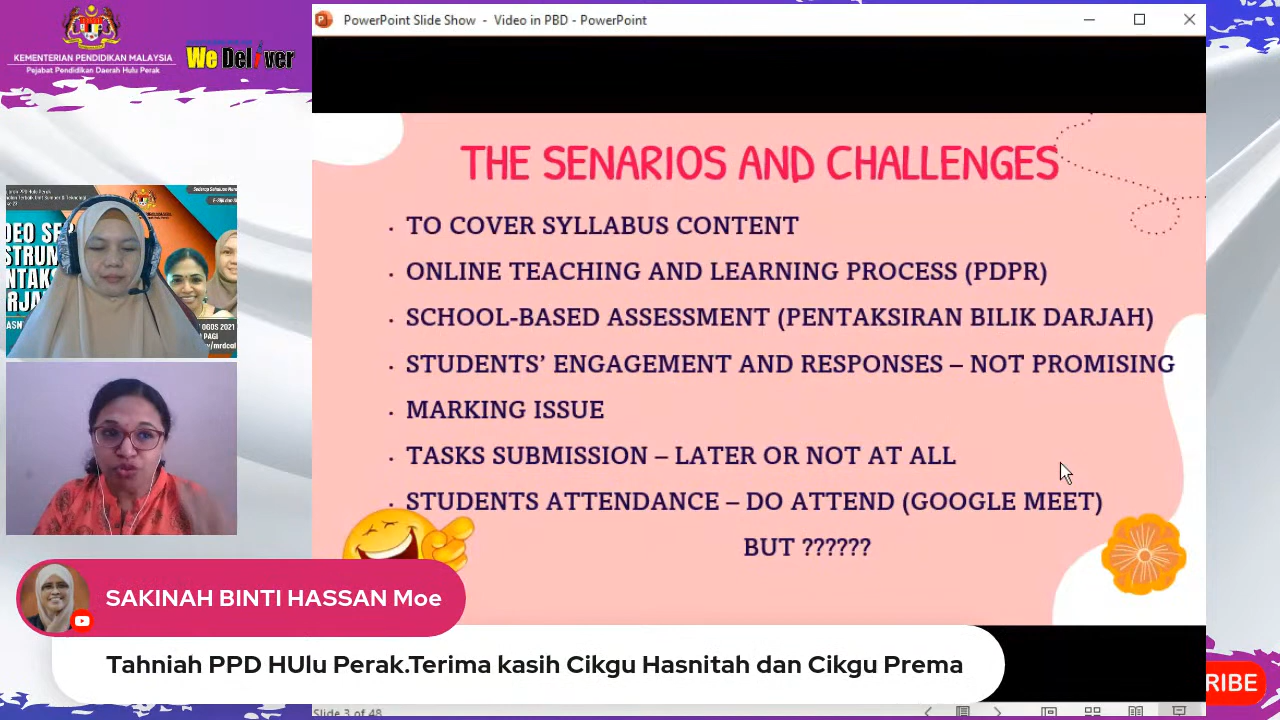 PowerPoint Slide Show - Video in PBD - PowerPoint
KEMENTERIAN PENDIDIKAN MALAYSIA
Pejabat Pendidikan Daerah Hulu Perak
We Deliver
THE SENARIOS AND CHALLENGES
• TO COVER SYLLABUS CONTENT
• ONLINE TEACHING AND LEARNING PROCESS (PDPR)
• SCHOOL-BASED ASSESSMENT (PENTAKSIRAN BILIK DARJAH)
• STUDENTS’ ENGAGEMENT AND RESPONSES – NOT PROMISING
• MARKING ISSUE
• TASKS SUBMISSION – LATER OR NOT AT ALL
• STUDENTS ATTENDANCE – DO ATTEND (GOOGLE MEET)
BUT ??????
OGOS 2021
PAGI
SAKINAH BINTI HASSAN Moe
Tahniah PPD HUlu Perak.Terima kasih Cikgu Hasnitah dan Cikgu Prema
RIBE
Slide 3 of 48